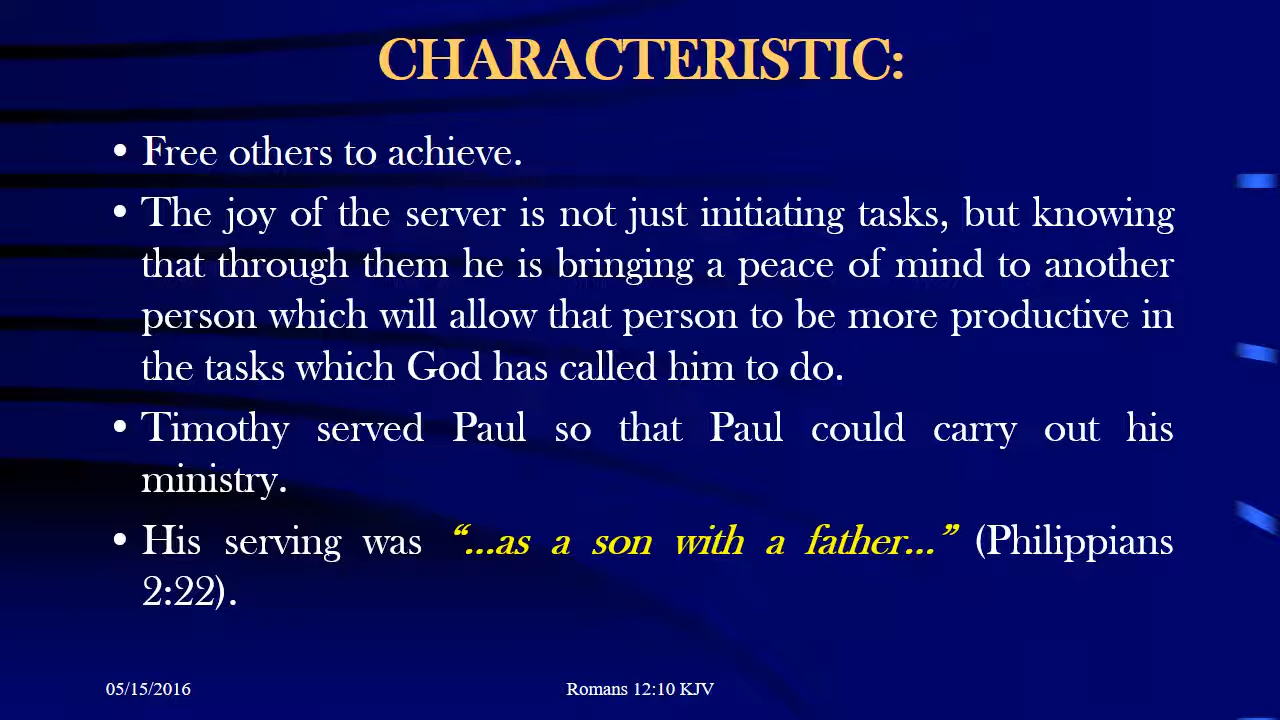 CHARACTERISTIC:
• Free others to achieve.
• The joy of the server is not just initiating tasks, but knowing
that through them he is bringing a peace of mind to another
person which will allow that person to be more productive in
the tasks which God has called him to do.
• Timothy served Paul so that Paul could carry out his
ministry.
• His serving was “...as a son with a father...” (Philippians
2:22).
05/15/2016
Romans 12:10 KJV